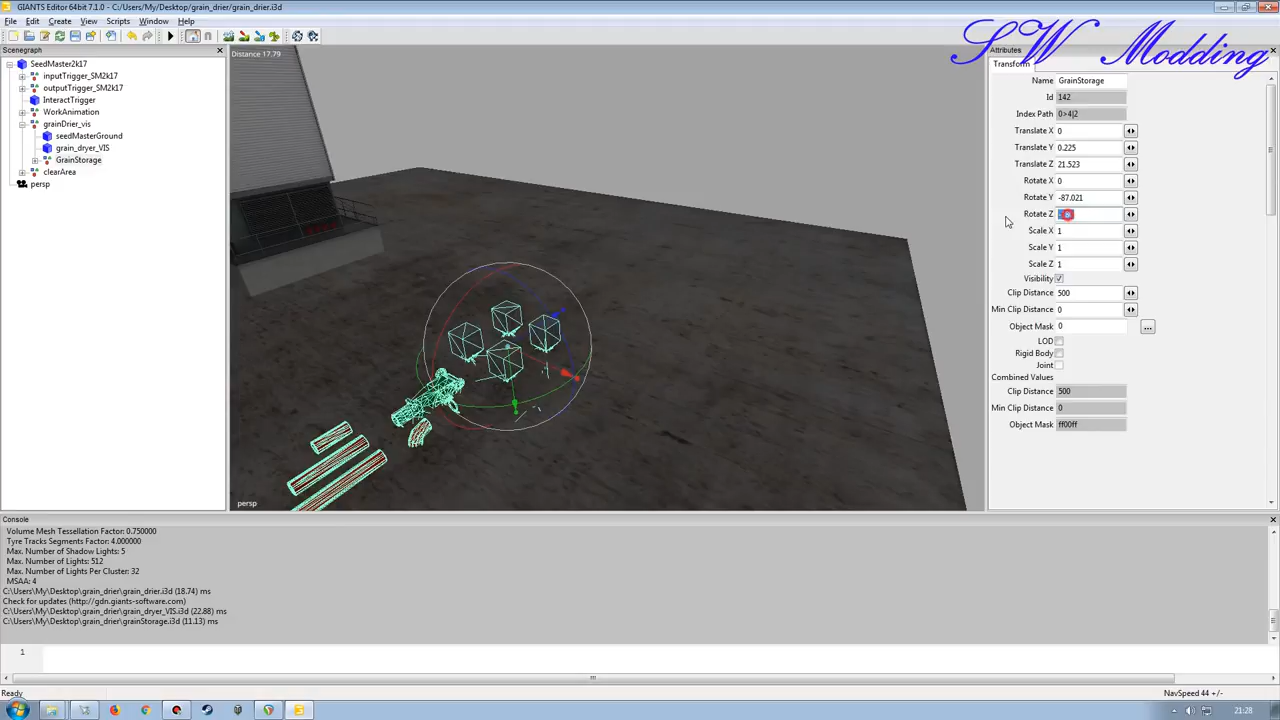 GIANTS Editor 64bit 7.1.0 - C:/Users/My/Desktop/grain_drier/grain_drier.i3d
SW Modding
File Edit Create View Scripts Window Help
Scenegraph
SeedMaster2k17
inputTrigger_SM2k17
outputTrigger_SM2k17
InteractTrigger
WorkAnimation
grainDrier_vis
seedMasterGround
grain_dryer_VIS
GrainStorage
clearArea
persp
Distance 17.79
persp
Attributes
Transform
Name GrainStorage
Id 142
Index Path 0>4|2
Translate X 0
Translate Y 0.225
Translate Z 21.523
Rotate X 0
Rotate Y -87.021
Rotate Z
Scale X 1
Scale Y 1
Scale Z 1
Visibility
Clip Distance 500
Min Clip Distance 0
Object Mask 0 ...
LOD
Rigid Body
Joint
Combined Values
Clip Distance 500
Min Clip Distance 0
Object Mask ff00ff
Console
Volume Mesh Tessellation Factor: 0.750000
Tyre Tracks Segments Factor: 4.000000
Max. Number of Shadow Lights: 5
Max. Number of Lights: 512
Max. Number of Lights Per Cluster: 32
MSAA: 4
C:\Users\My\Desktop\grain_drier\grain_drier.i3d (18.74) ms
Check for updates (http://gdn.giants-software.com)
C:\Users\My\Desktop\grain_drier\grain_dryer_VIS.i3d (22.88) ms
C:\Users\My\Desktop\grain_drier\grainStorage.i3d (11.13) ms
1
Ready
NavSpeed 44 +/-
21:28